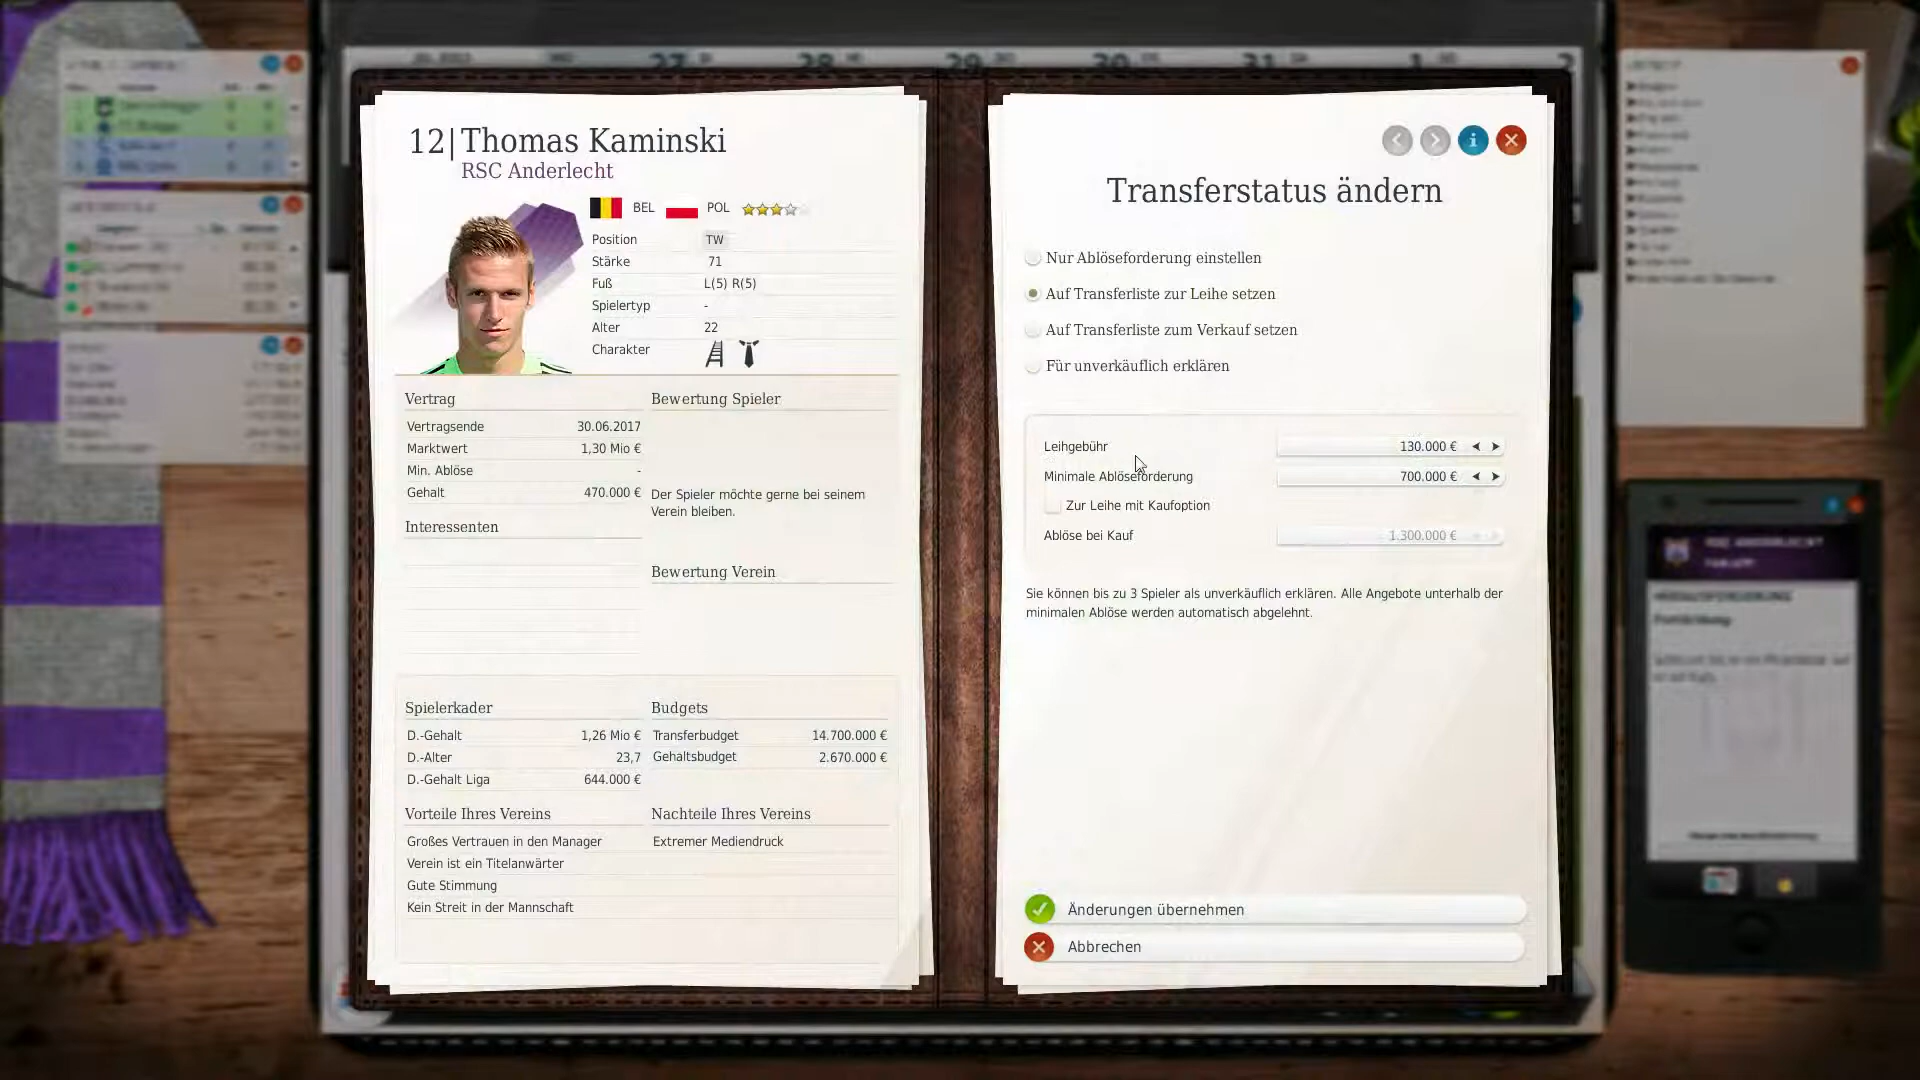 27
28
29
30
31
1
2
12| Thomas Kaminski
RSC Anderlecht
BEL POL
Position TW
Stärke 71
Fuß L(5) R(5)
Spielertyp -
Alter 22
Charakter
Vertrag
Vertragsende 30.06.2017
Marktwert 1,30 Mio €
Min. Ablöse -
Gehalt 470.000 €
Interessenten
Bewertung Spieler
Der Spieler möchte gerne bei seinem
Verein bleiben.
Bewertung Verein
Spielerkader
D.-Gehalt 1,26 Mio €
D.-Alter 23,7
D.-Gehalt Liga 644.000 €
Budgets
Transferbudget 14.700.000 €
Gehaltsbudget 2.670.000 €
Vorteile Ihres Vereins
Großes Vertrauen in den Manager
Verein ist ein Titelanwärter
Gute Stimmung
Kein Streit in der Mannschaft
Nachteile Ihres Vereins
Extremer Mediendruck
Transferstatus ändern
Nur Ablöseforderung einstellen
Auf Transferliste zur Leihe setzen
Auf Transferliste zum Verkauf setzen
Für unverkäuflich erklären
Leihgebühr 130.000 €
Minimale Ablöseforderung 700.000 €
Zur Leihe mit Kaufoption
Ablöse bei Kauf 1.300.000 €
Sie können bis zu 3 Spieler als unverkäuflich erklären. Alle Angebote unterhalb der
minimalen Ablöse werden automatisch abgelehnt.
Änderungen übernehmen
Abbrechen